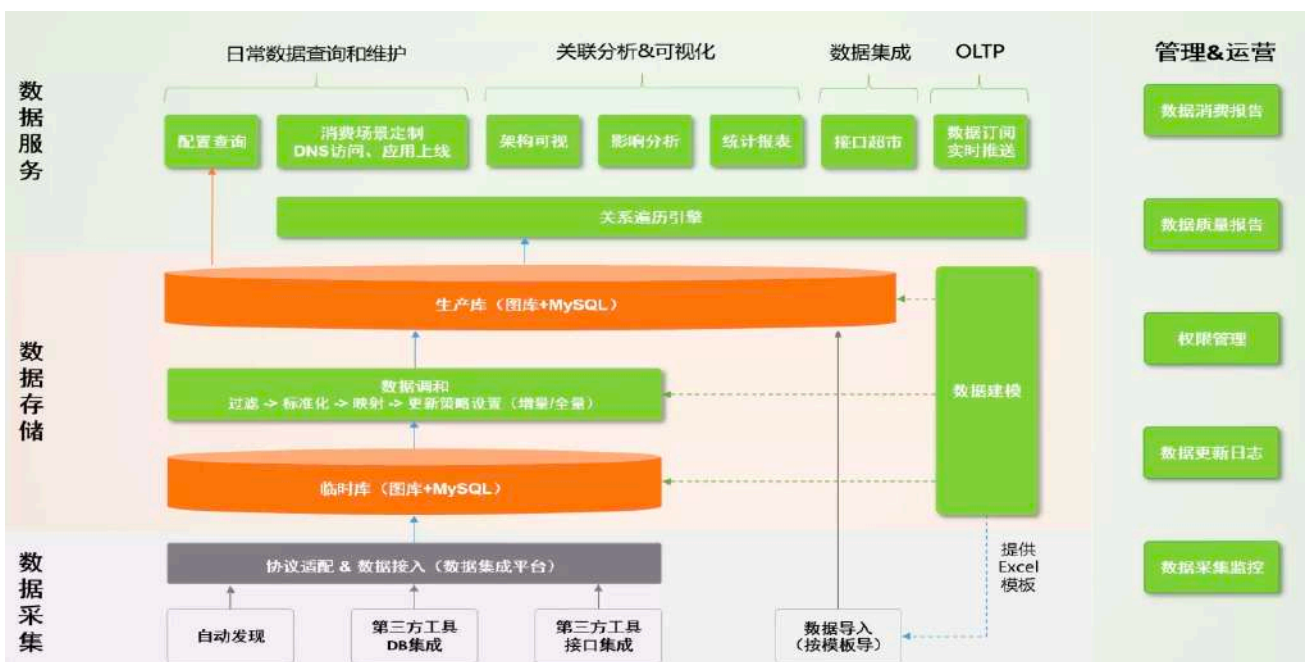 日常数据查询和维护
关联分析&可视化
数据集成
OLTP
管理&运营
数据服务
配置查询
消费场景定制
DNS访问、应用上线
架构可视
影响分析
统计报表
接口超市
数据订阅
实时推送
数据消费报告
关系遍历引擎
数据质量报告
数据存储
生产库（图库+MySQL）
权限管理
数据调和
过滤 -> 标准化 -> 映射 -> 更新策略设置（增量/全量）
数据建模
临时库（图库+MySQL）
数据更新日志
数据采集
协议适配 & 数据接入（数据集成平台）
提供
Excel
模板
数据采集监控
自动发现
第三方工具
DB集成
第三方工具
接口集成
数据导入
（按模板导）